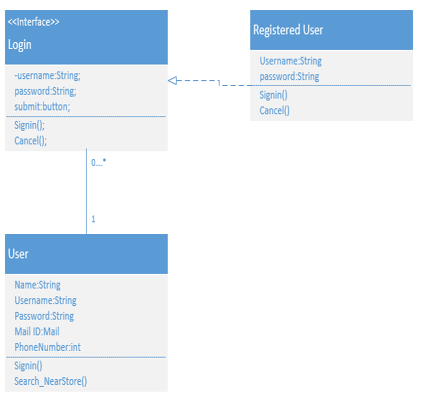 <<Interface>>
Login
-username:String;
password:String;
submit:button;
Signin();
Cancel();
Registered User
Username:String
password:String
Signin()
Cancel()
0....*
1
User
Name:String
Username:String
Password:String
Mail ID:Mail
PhoneNumber:int
Signin()
Search_NearStore()